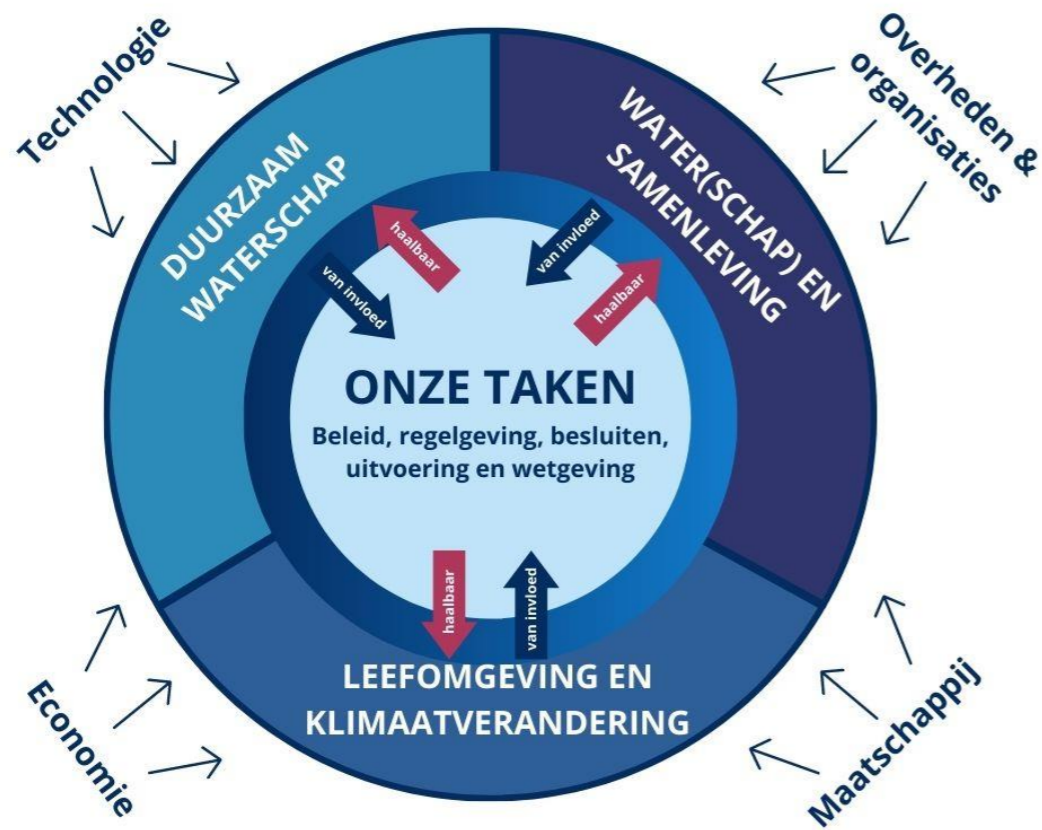 Technologie
Overheden &
organisaties
DUURZAAM
WATERSCHAP
WATER(SCHAP) EN
SAMENLEVING
haalbaar
van invloed
van invloed
haalbaar
ONZE TAKEN
Beleid, regelgeving, besluiten,
uitvoering en wetgeving
haalbaar
van invloed
LEEFOMGEVING EN
KLIMAATVERANDERING
Economie
Maatschappij